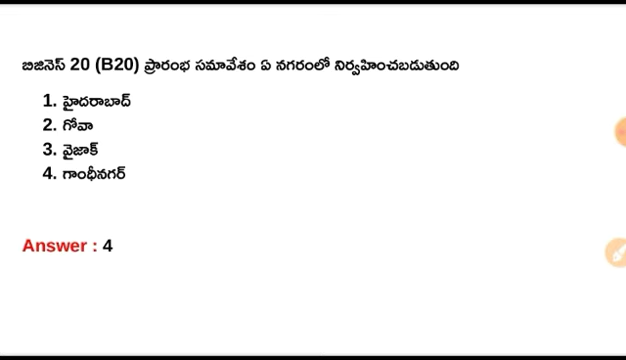 బిజినెస్ 20 (B20) ప్రారంభ సమావేశం ఏ నగరంలో నిర్వహించబడుతుంది
1. హైదరాబాద్
2. గోవా
3. వైజాక్
4. గాంధీనగర్
Answer : 4